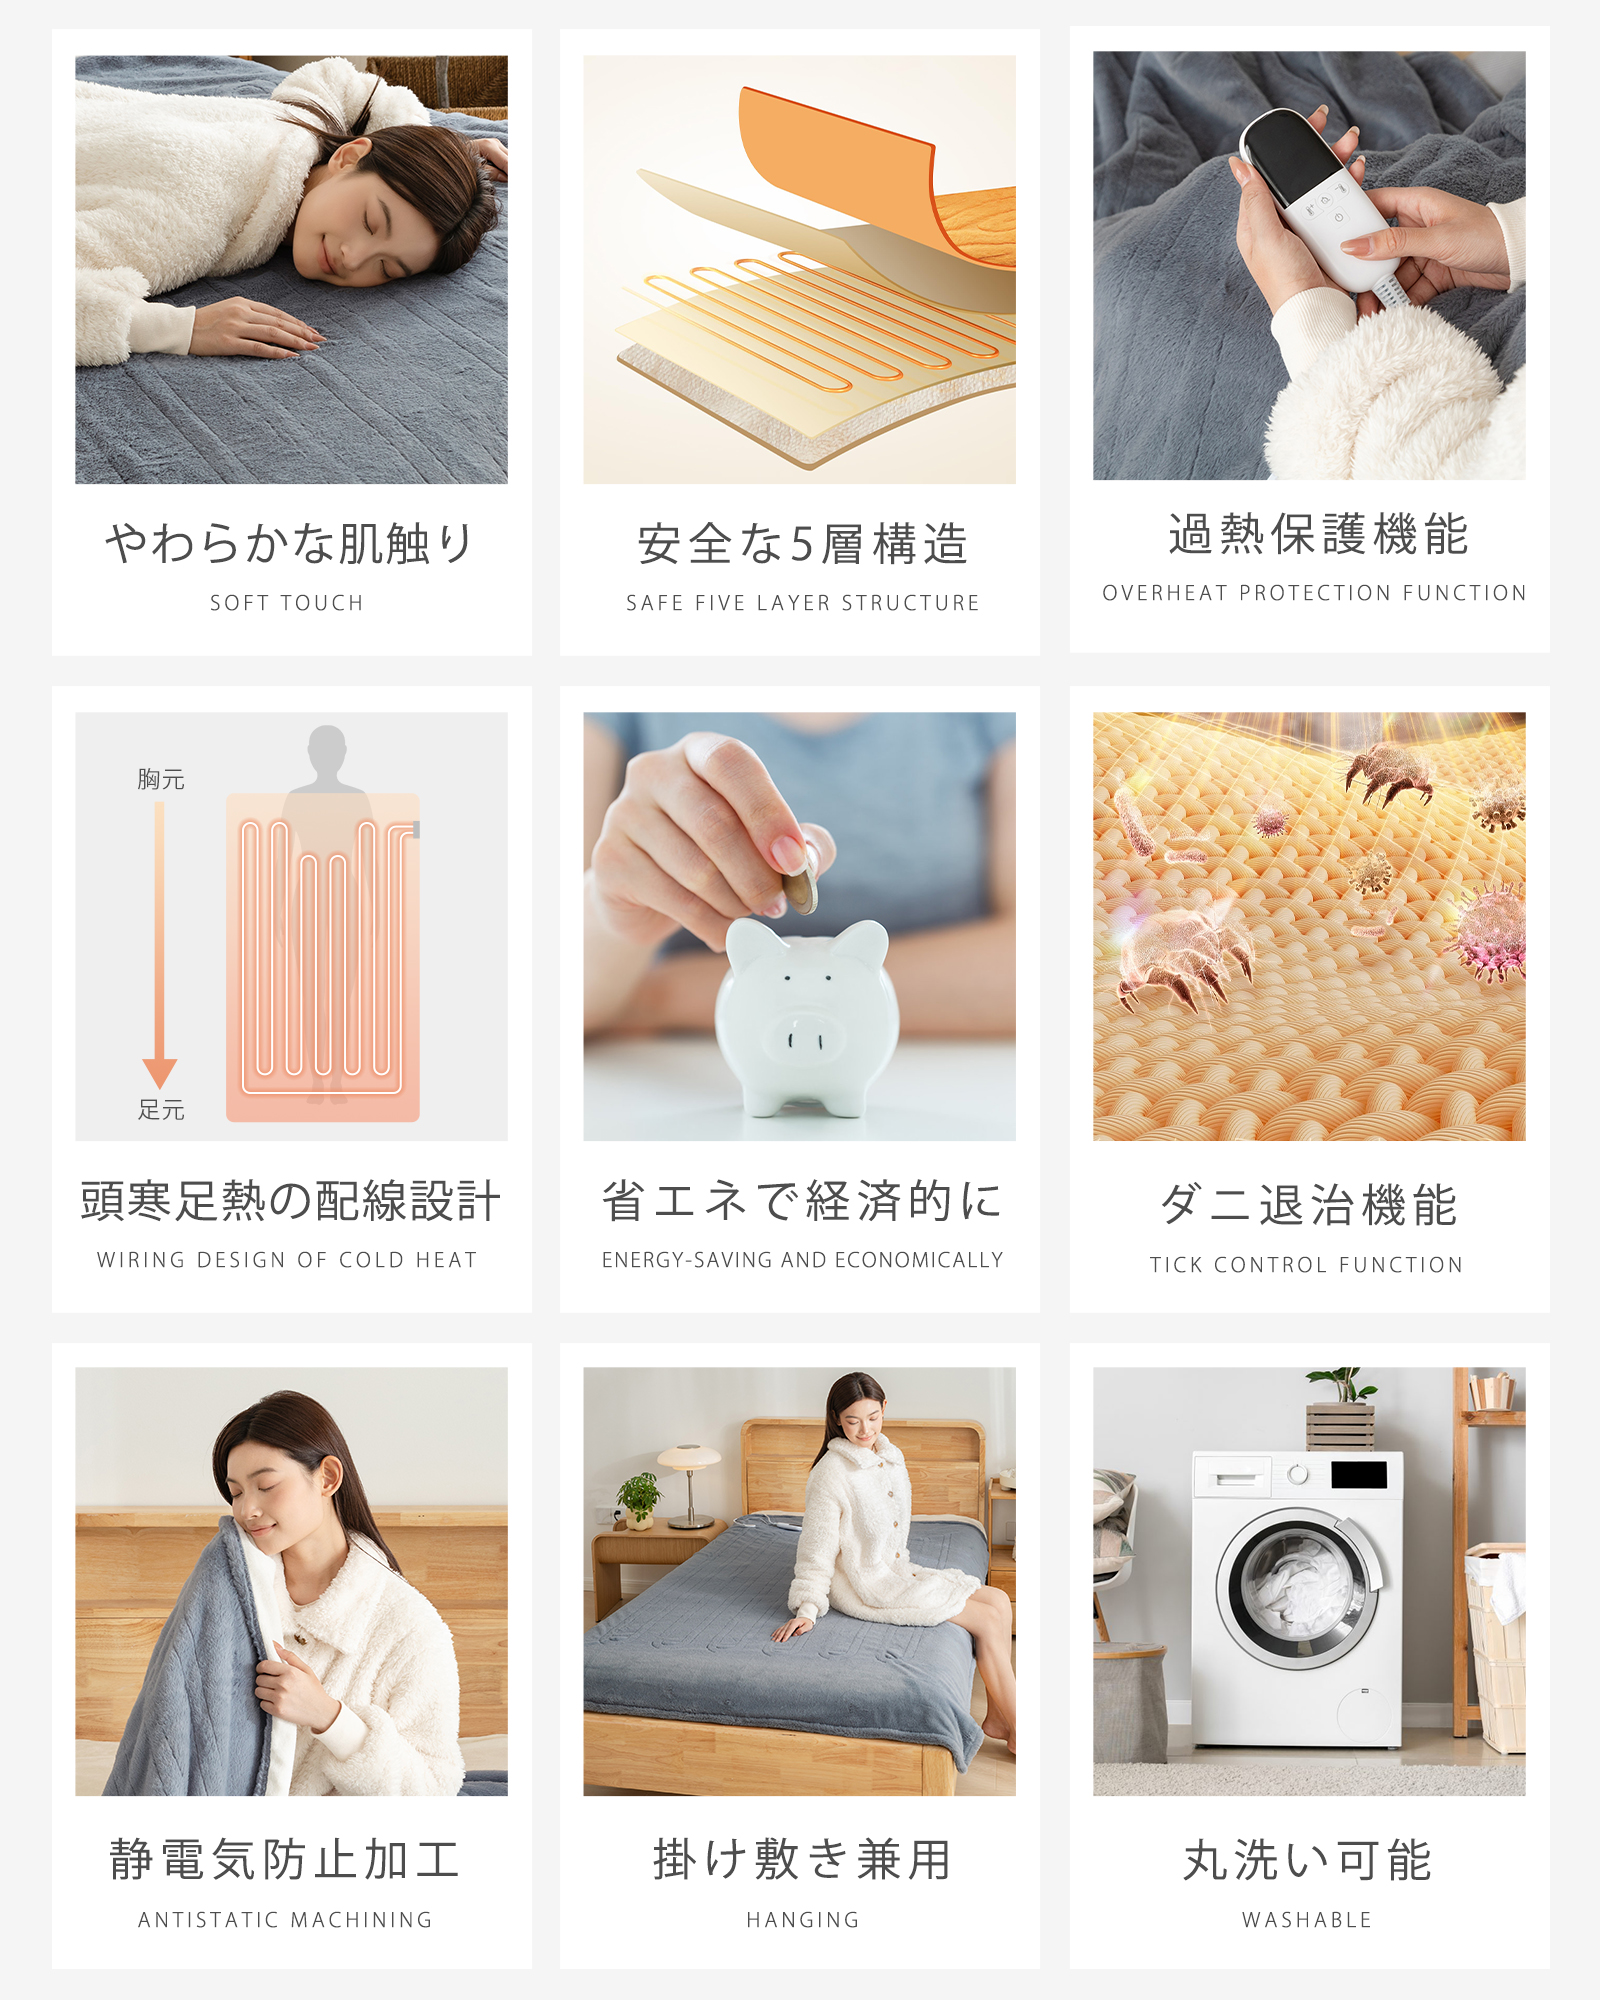 やわらかな肌触り
SOFT TOUCH
安全な5層構造
SAFE FIVE LAYER STRUCTURE
過熱保護機能
OVERHEAT PROTECTION FUNCTION
胸元
足元
頭寒足熱の配線設計
WIRING DESIGN OF COLD HEAT
省エネで経済的に
ENERGY-SAVING AND ECONOMICALLY
ダニ退治機能
TICK CONTROL FUNCTION
静電気防止加工
ANTISTATIC MACHINING
掛け敷き兼用
HANGING
丸洗い可能
WASHABLE